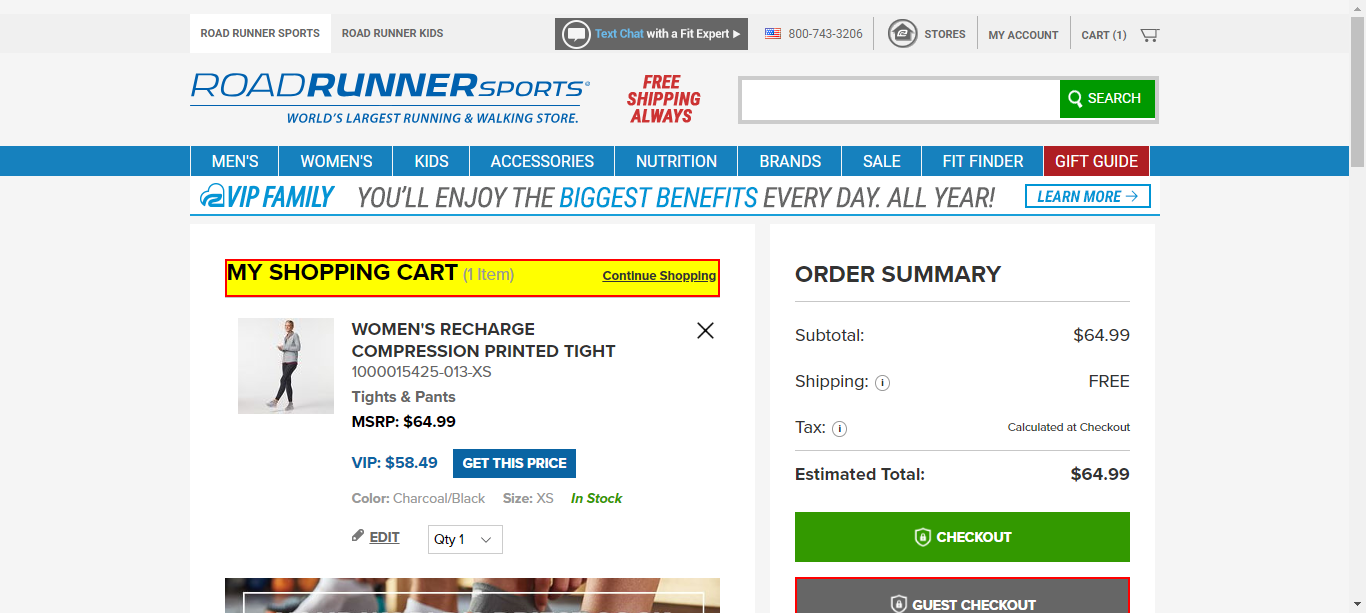 ROAD RUNNER SPORTS
ROAD RUNNER KIDS
Text Chat with a Fit Expert
800-743-3206
STORES
MY ACCOUNT
CART (1)
ROADRUNNERSPORTS
WORLD'S LARGEST RUNNING & WALKING STORE.
FREE
SHIPPING
ALWAYS
SEARCH
MEN'S
WOMEN'S
KIDS
ACCESSORIES
NUTRITION
BRANDS
SALE
FIT FINDER
GIFT GUIDE
VIP FAMILY
YOU'LL ENJOY THE BIGGEST BENEFITS EVERY DAY. ALL YEAR!
LEARN MORE →
MY SHOPPING CART (1 Item)
Continue Shopping
WOMEN'S RECHARGE
COMPRESSION PRINTED TIGHT
1000015425-013-XS
Tights & Pants
MSRP: $64.99
VIP: $58.49
GET THIS PRICE
Color: Charcoal/Black
Size: XS
In Stock
EDIT
Qty 1
ORDER SUMMARY
Subtotal: $64.99
Shipping: FREE
Tax: Calculated at Checkout
Estimated Total: $64.99
CHECKOUT
GUEST CHECKOUT